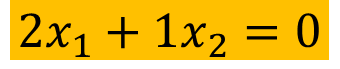 2x₁ + 1x₂ = 0